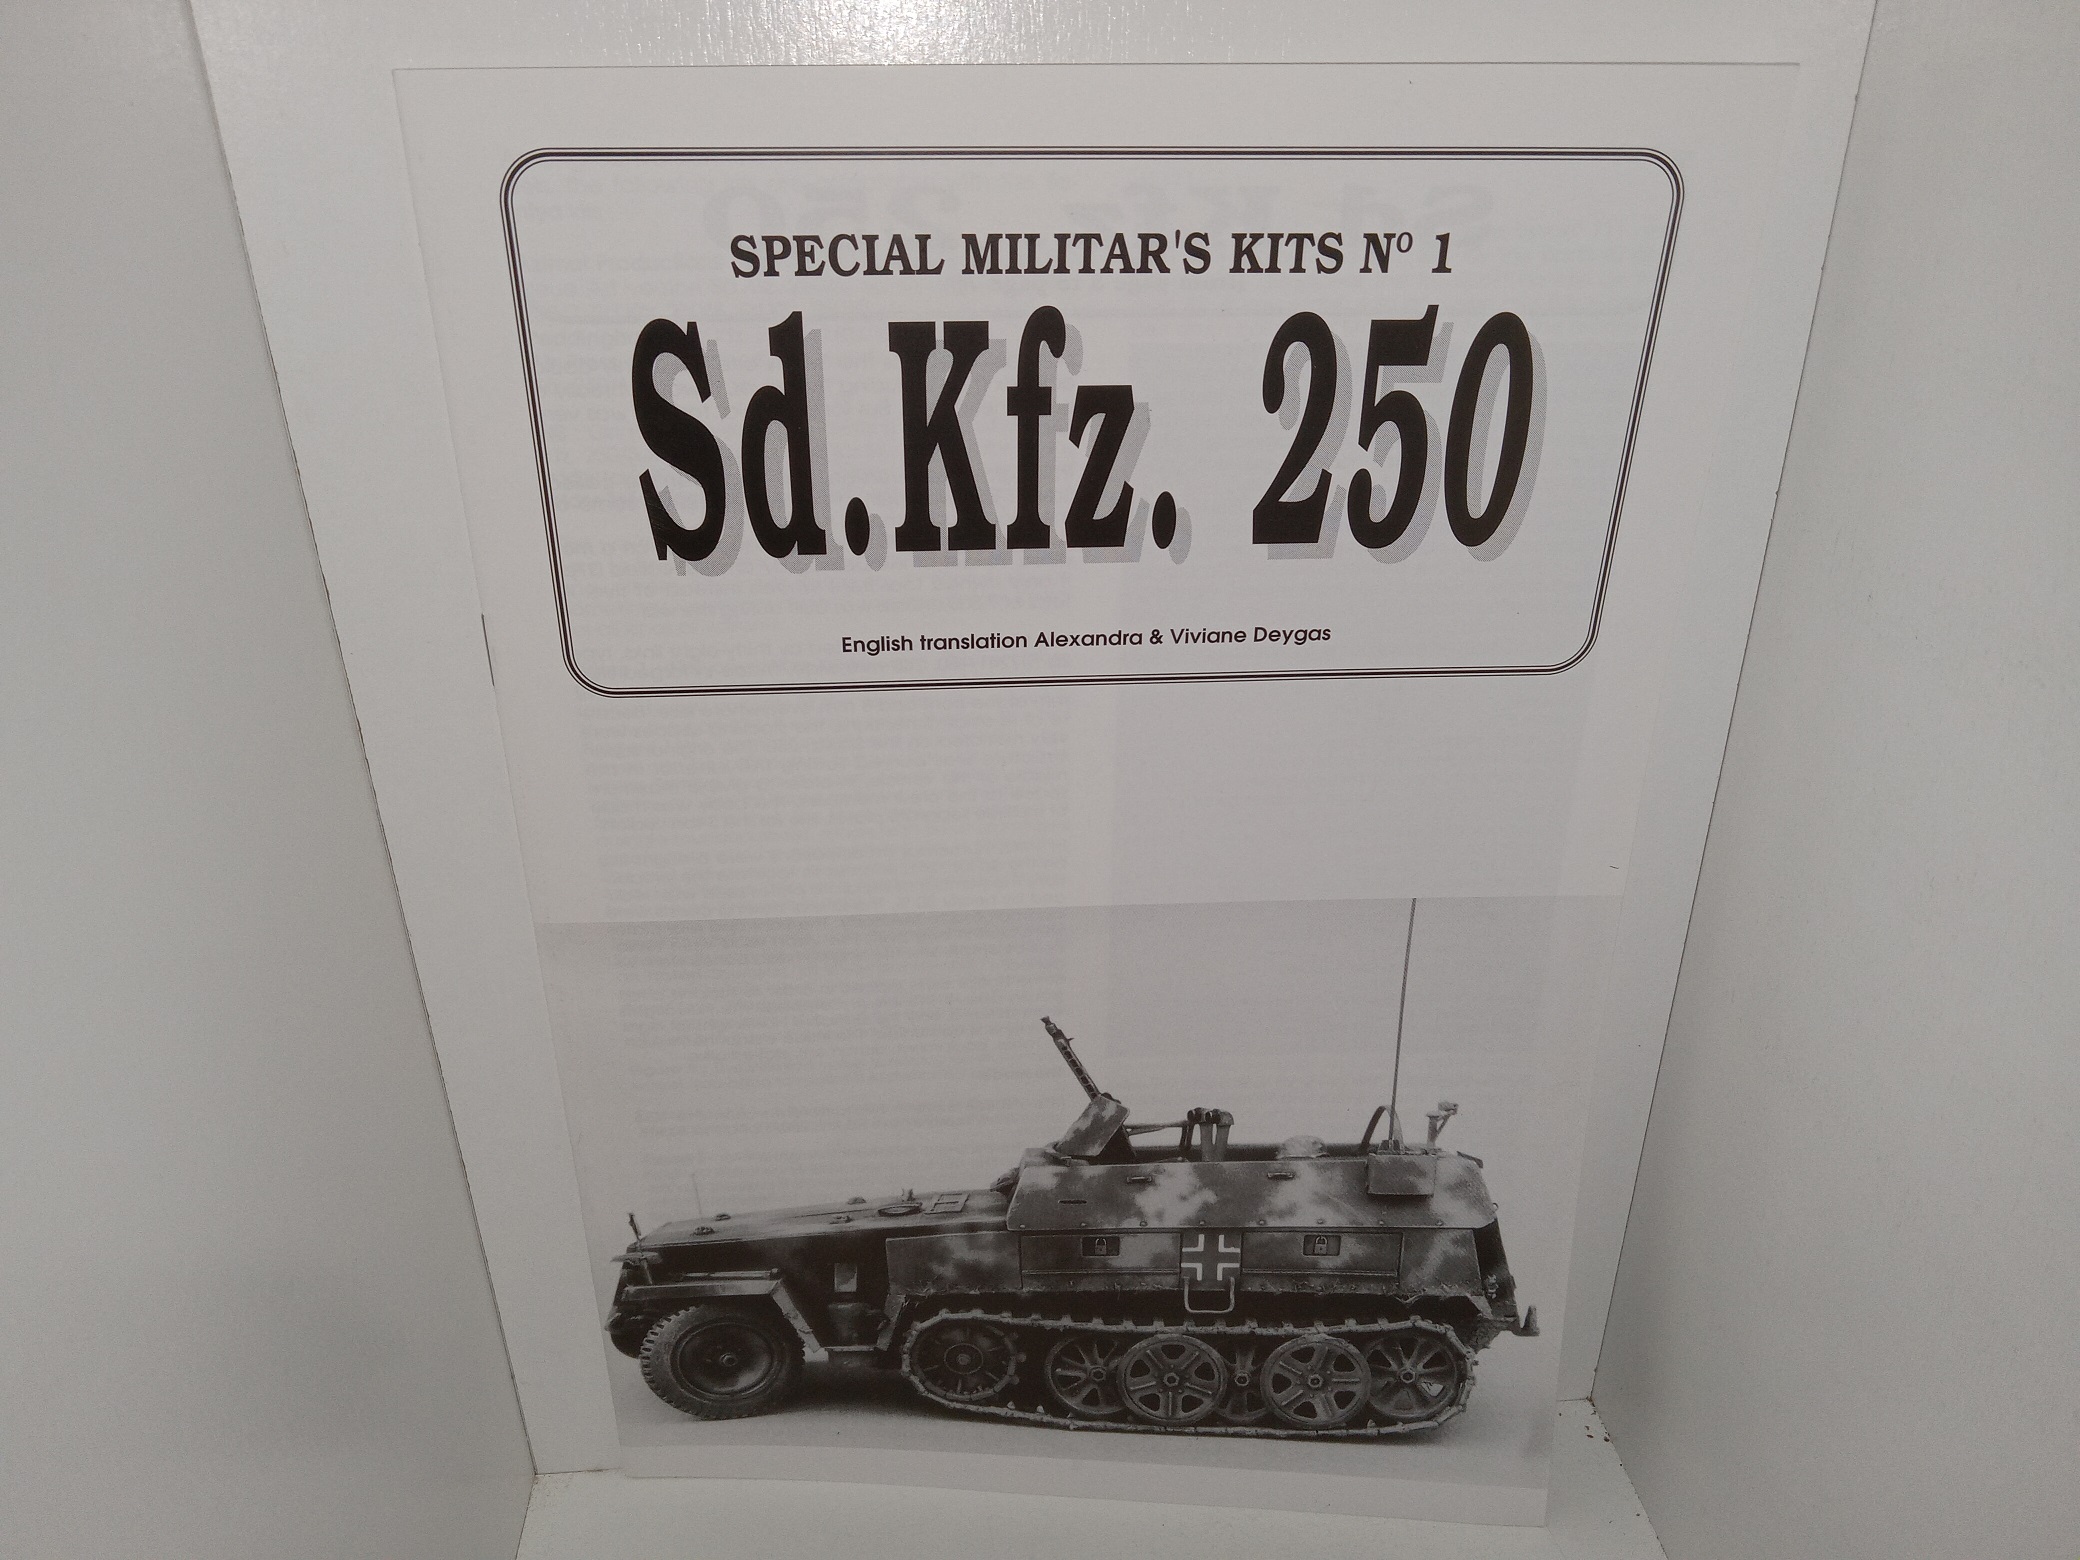 SPECIAL MILITAR'S KITS Nº 1
Sd.Kfz. 250
English translation Alexandra & Viviane Deygas